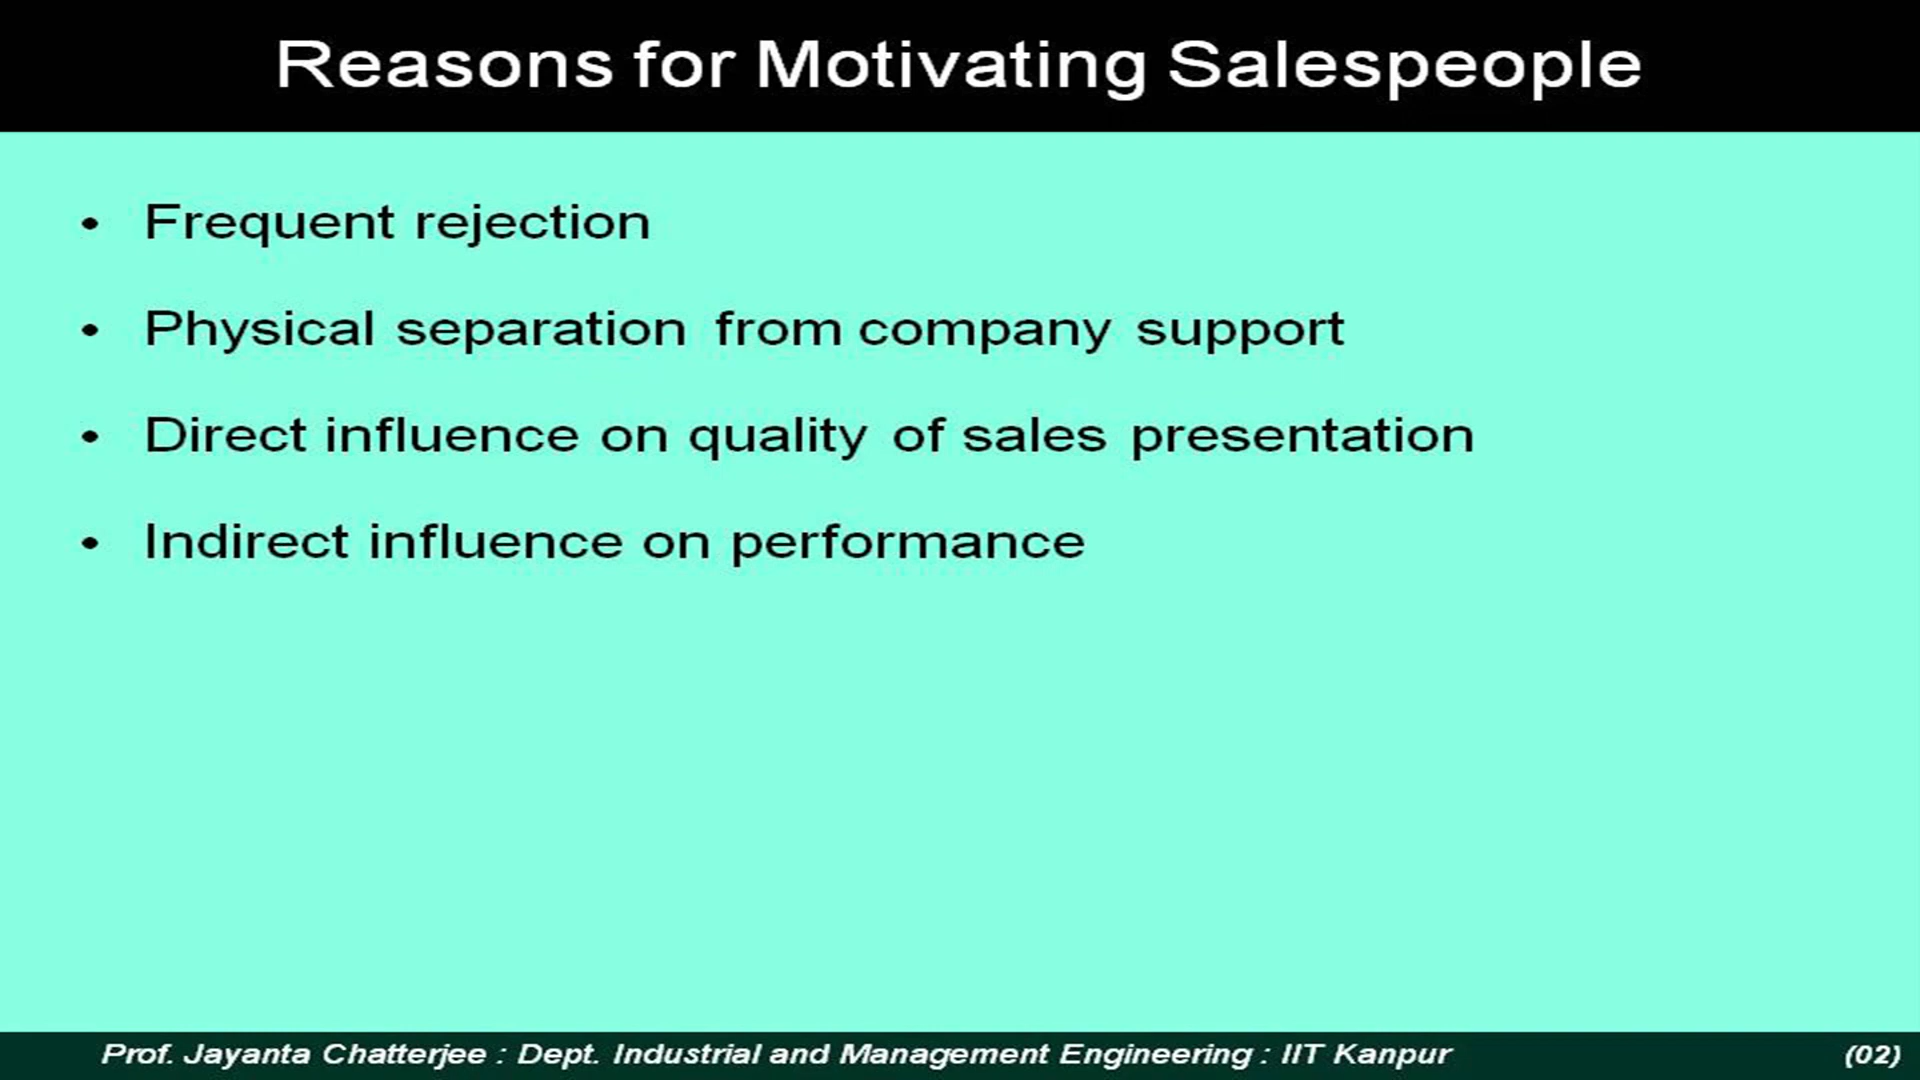 Reasons for Motivating Salespeople
• Frequent rejection
• Physical separation from company support
• Direct influence on quality of sales presentation
• Indirect influence on performance
Prof. Jayanta Chatterjee : Dept. Industrial and Management Engineering : IIT Kanpur (02)